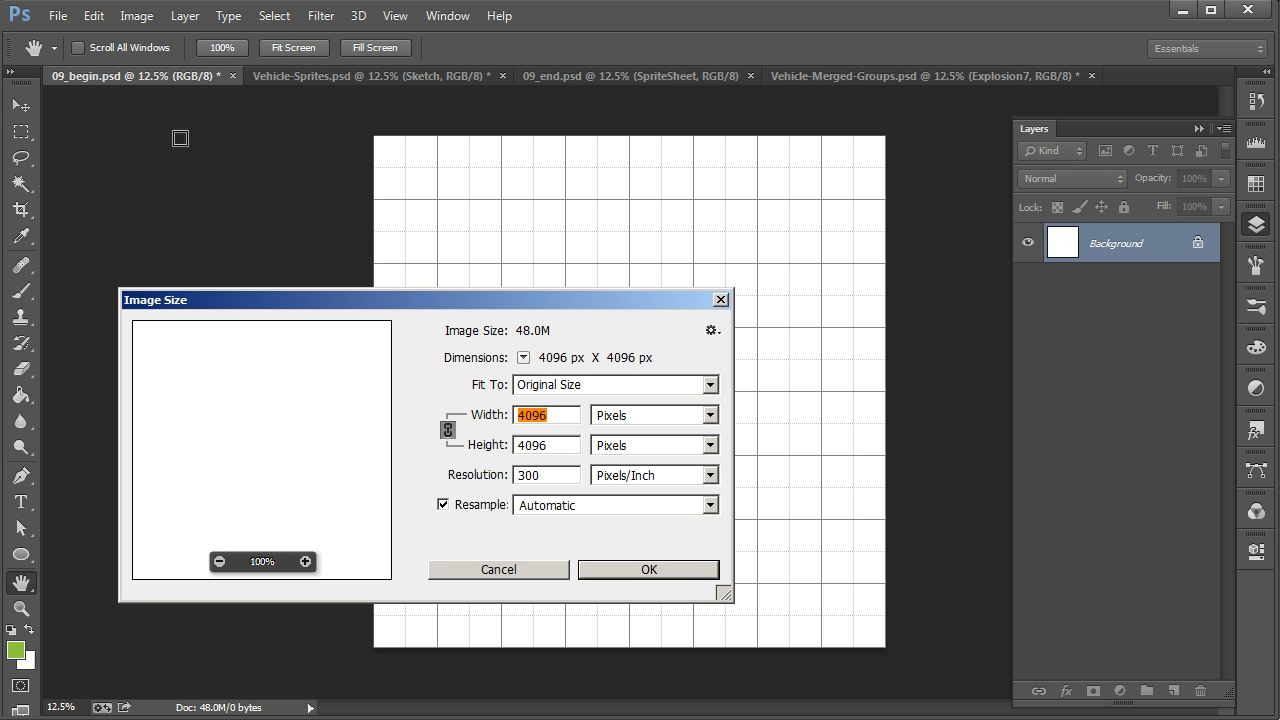 Ps File Edit Image Layer Type Select Filter 3D View Window Help
Scroll All Windows 100% Fit Screen Fill Screen Essentials
09_begin.psd @ 12.5% (RGB/8) * × Vehicle-Sprites.psd @ 12.5% (Sketch, RGB/8) * × 09_end.psd @ 12.5% (SpriteSheet, RGB/8) × Vehicle-Merged-Groups.psd @ 12.5% (Explosion7, RGB/8) * ×
Layers
Kind
Normal Opacity: 100%
Lock: Fill: 100%
Background
Image Size
Image Size: 48.0M
Dimensions: 4096 px X 4096 px
Fit To: Original Size
Width: 4096 Pixels
Height: 4096 Pixels
Resolution: 300 Pixels/Inch
Resample: Automatic
100%
Cancel OK
12.5% Doc: 48.0M/0 bytes